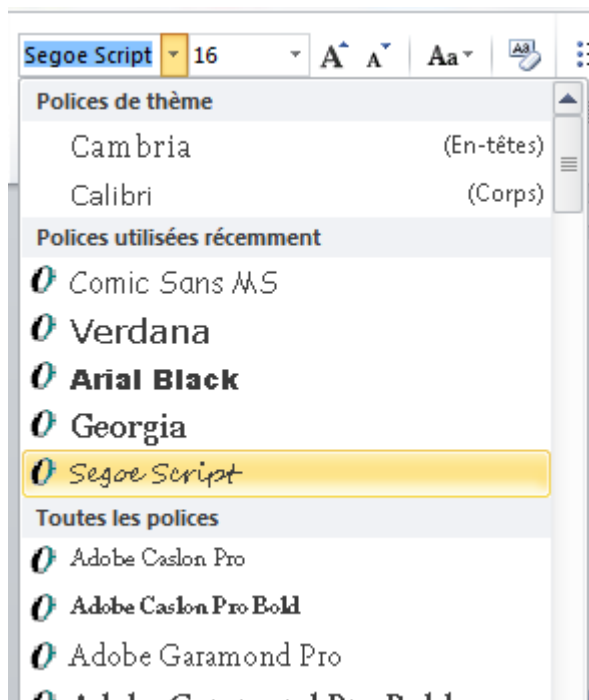 Segoe Script 16 A A Aa
Polices de thème
Cambria (En-têtes)
Calibri (Corps)
Polices utilisées récemment
Comic Sans MS
Verdana
Arial Black
Georgia
Segoe Script
Toutes les polices
Adobe Caslon Pro
Adobe Caslon Pro Bold
Adobe Garamond Pro